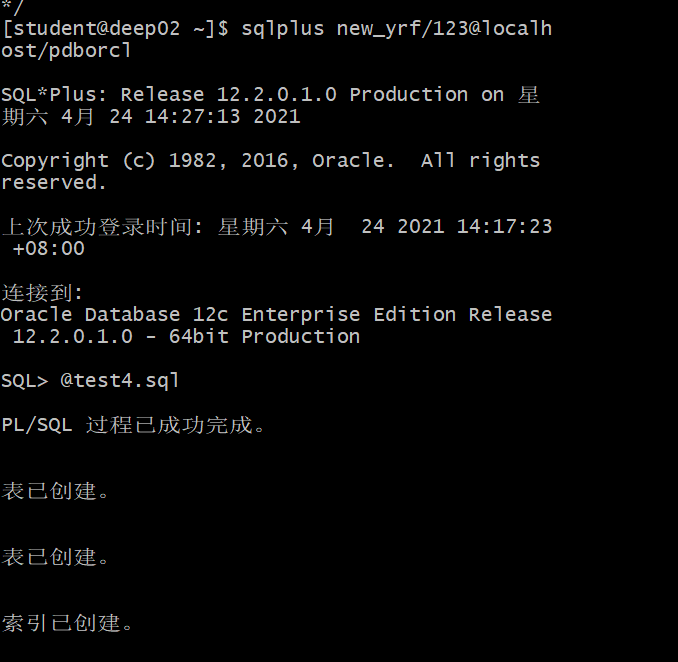 */
[student@deep02 ~]$ sqlplus new_yrf/123@localh
ost/pdborcl
SQL*Plus: Release 12.2.0.1.0 Production on 星
期六 4月 24 14:27:13 2021
Copyright (c) 1982, 2016, Oracle.  All rights
reserved.
上次成功登录时间: 星期六 4月  24 2021 14:17:23
 +08:00
连接到:
Oracle Database 12c Enterprise Edition Release
 12.2.0.1.0 - 64bit Production
SQL> @test4.sql
PL/SQL 过程已成功完成。
表已创建。
表已创建。
索引已创建。